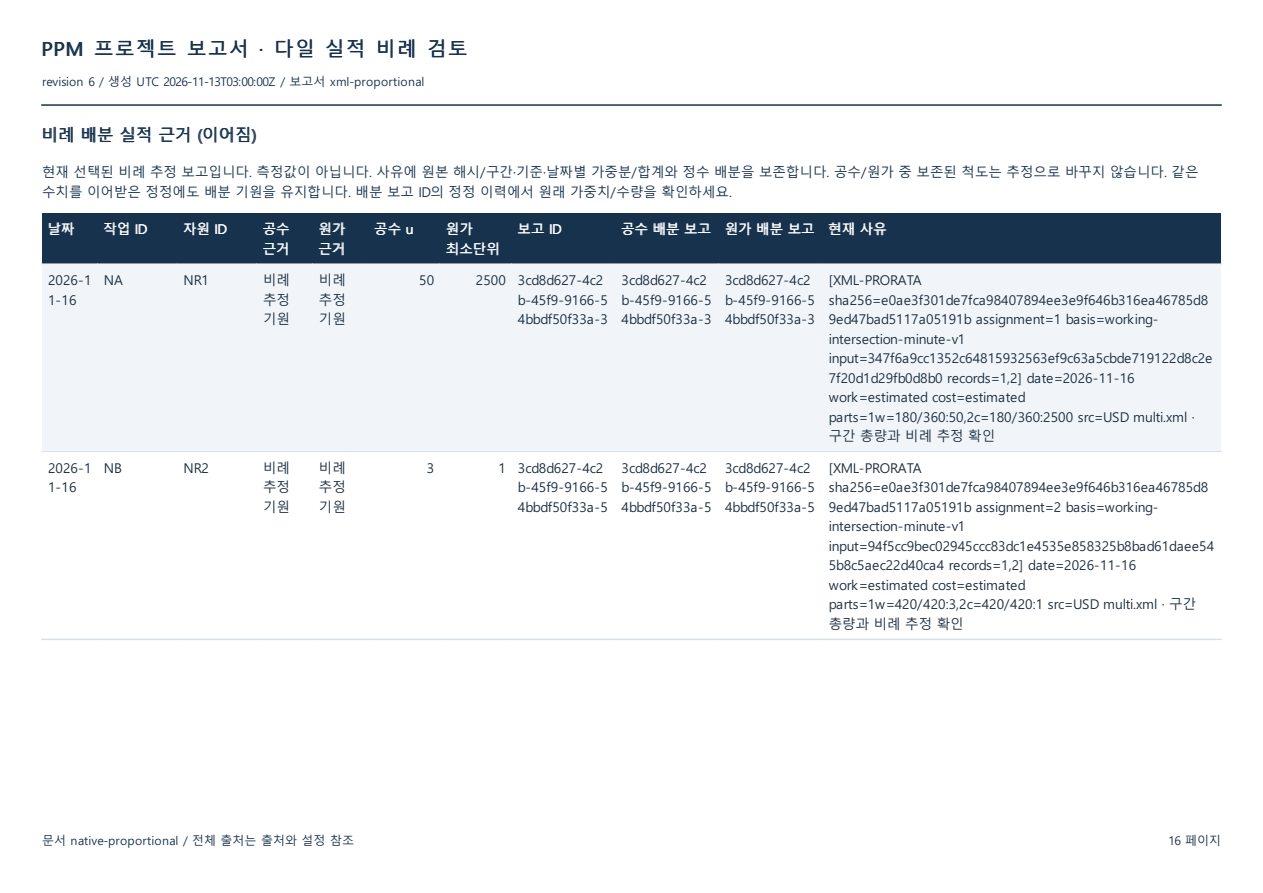 PPM 프로젝트 보고서 · 다일 실적 비례 검토
revision 6 / 생성 UTC 2026-11-13T03:00:00Z / 보고서 xml-proportional
비례 배분 실적 근거 (이어짐)
현재 선택된 비례 추정 보고입니다. 측정값이 아닙니다. 사유에 원본 해시/구간·기준·날짜별 가중분/합계와 정수 배분을 보존합니다. 공수/원가 중 보존된 척도는 추정으로 바꾸지 않습니다. 같은
수치를 이어받은 정정에도 배분 기원을 유지합니다. 배분 보고 ID의 정정 이력에서 원래 가중치/수량을 확인하세요.
날짜 작업 ID 자원 ID 공수 원가 공수 u 원가 보고 ID 공수 배분 보고 원가 배분 보고 현재 사유
근거 근거 최소단위
2026-1 NA NR1 비례 비례 50 2500 3cd8d627-4c2 3cd8d627-4c2 3cd8d627-4c2 [XML-PRORATA
1-16 추정 추정 b-45f9-9166-5 b-45f9-9166-5 b-45f9-9166-5 sha256=e0ae3f301de7fca98407894ee3e9f646b316ea46785d8
기원 기원 4bbdf50f33a-3 4bbdf50f33a-3 4bbdf50f33a-3 9ed47bad5117a05191b assignment=1 basis=working-
intersection-minute-v1
input=347f6a9cc1352c64815932563ef9c63a5cbde719122d8c2e
7f20d1d29fb0d8b0 records=1,2] date=2026-11-16
work=estimated cost=estimated
parts=1w=180/360:50,2c=180/360:2500 src=USD multi.xml ·
구간 총량과 비례 추정 확인
2026-1 NB NR2 비례 비례 3 1 3cd8d627-4c2 3cd8d627-4c2 3cd8d627-4c2 [XML-PRORATA
1-16 추정 추정 b-45f9-9166-5 b-45f9-9166-5 b-45f9-9166-5 sha256=e0ae3f301de7fca98407894ee3e9f646b316ea46785d8
기원 기원 4bbdf50f33a-5 4bbdf50f33a-5 4bbdf50f33a-5 9ed47bad5117a05191b assignment=2 basis=working-
intersection-minute-v1
input=94f5cc9bec02945ccc83dc1e4535e858325b8bad61daee54
5b8c5aec22d40ca4 records=1,2] date=2026-11-16
work=estimated cost=estimated
parts=1w=420/420:3,2c=420/420:1 src=USD multi.xml · 구간
총량과 비례 추정 확인
문서 native-proportional / 전체 출처는 출처와 설정 참조 16 페이지